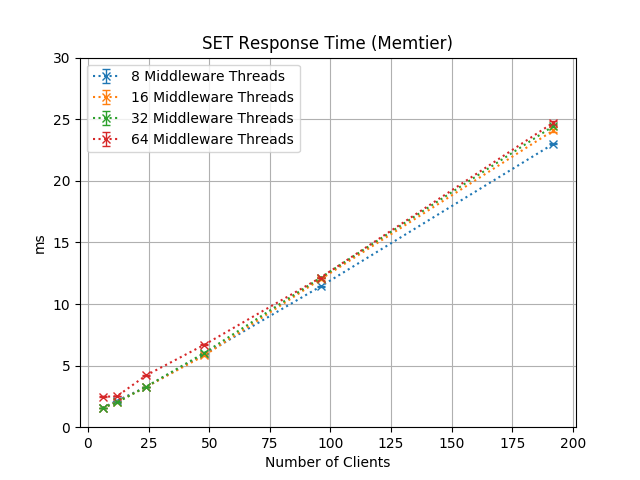 SET Response Time (Memtier)
8 Middleware Threads
16 Middleware Threads
32 Middleware Threads
64 Middleware Threads
30
25
20
15
10
5
0
ms
0 25 50 75 100 125 150 175 200
Number of Clients